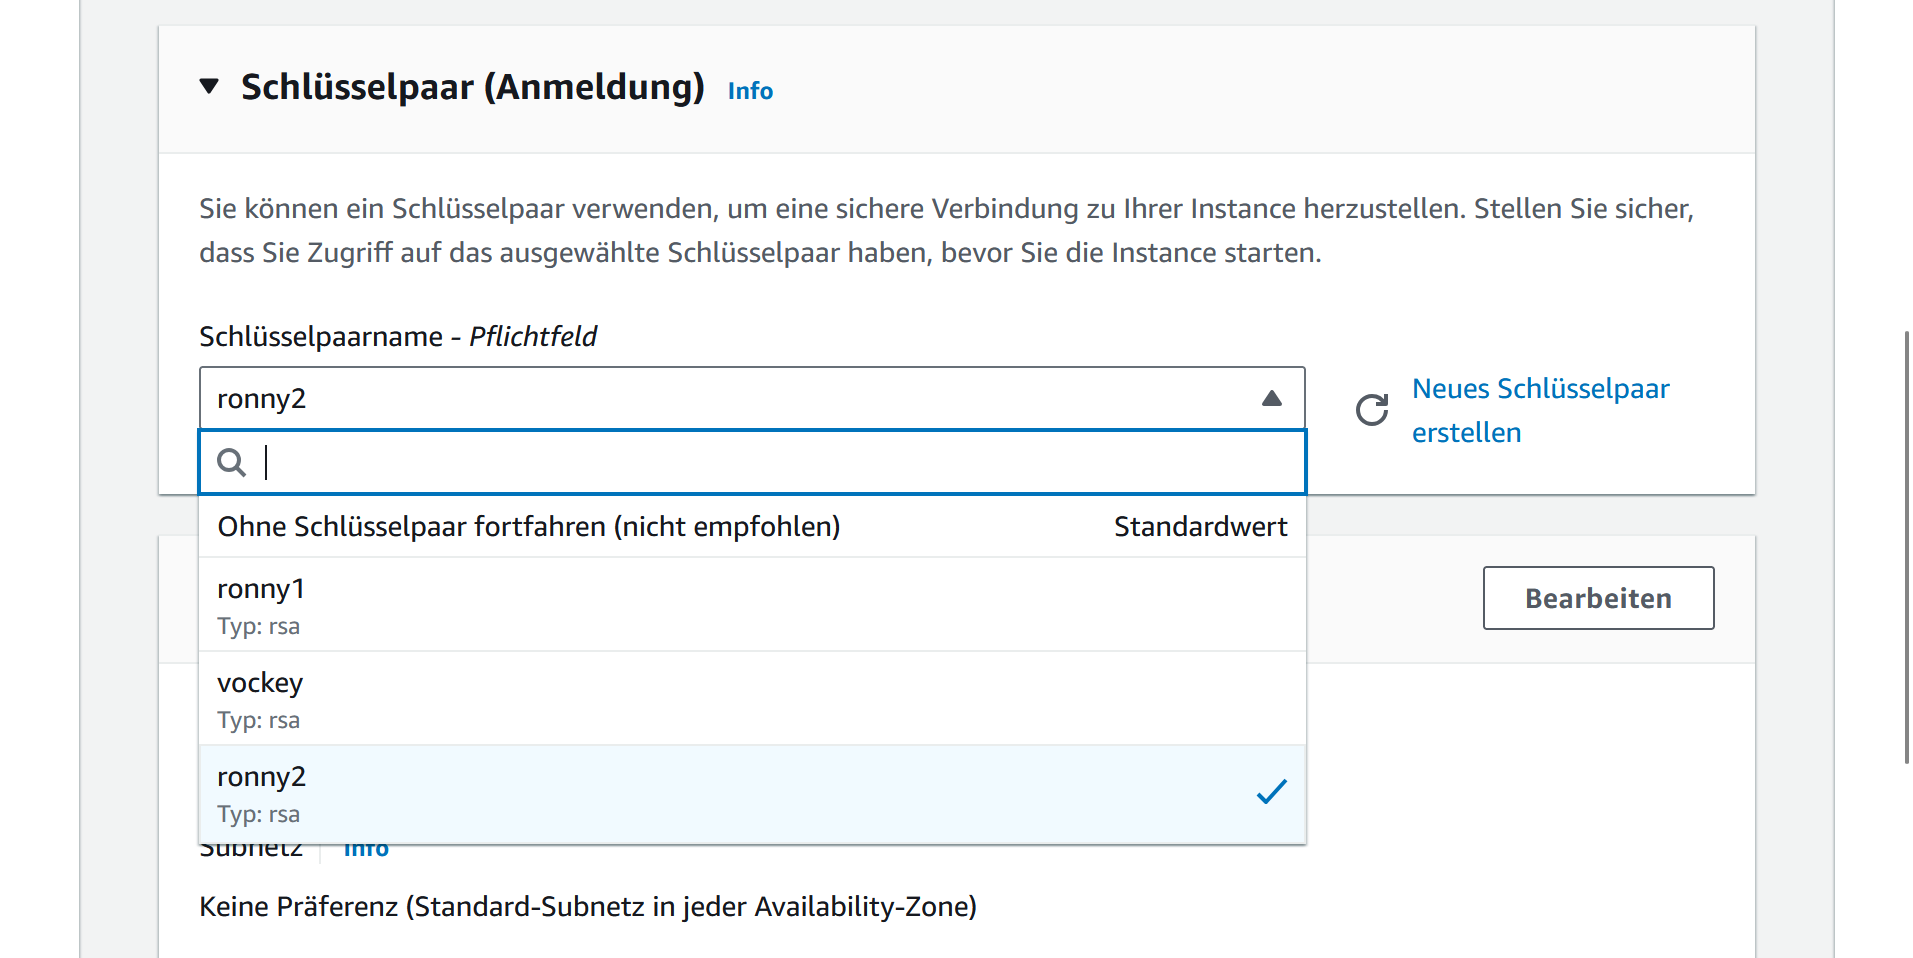 Schlüsselpaar (Anmeldung) Info
Sie können ein Schlüsselpaar verwenden, um eine sichere Verbindung zu Ihrer Instance herzustellen. Stellen Sie sicher,
dass Sie Zugriff auf das ausgewählte Schlüsselpaar haben, bevor Sie die Instance starten.
Schlüsselpaarname - Pflichtfeld
ronny2
Neues Schlüsselpaar
erstellen
Ohne Schlüsselpaar fortfahren (nicht empfohlen) Standardwert
ronny1
Typ: rsa
Bearbeiten
vockey
Typ: rsa
ronny2
Typ: rsa
Subnetz Info
Keine Präferenz (Standard-Subnetz in jeder Availability-Zone)